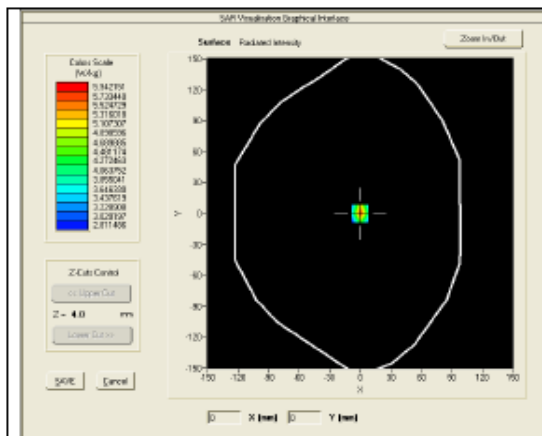 SAR Visualisation Graphical Interface
Surface Radiated Intensity
Zoom In/Out
Colors Scale
(W/kg)
5.942151
5.733440
5.524729
5.316018
5.107307
4.898596
4.689885
4.481174
4.272463
4.063752
3.855041
3.646330
3.437619
3.228908
3.020197
2.811486
150
120
90
60
30
0
-30
-60
-90
-120
-150
Y
-150 -120 -90 -60 -30 0 30 60 90 120 150
X
Z-Cuts Control
<< Upper Cut
Z = 4.0 mm
Lower Cut >>
SAVE Cancel
0 X (mm) 0 Y (mm)